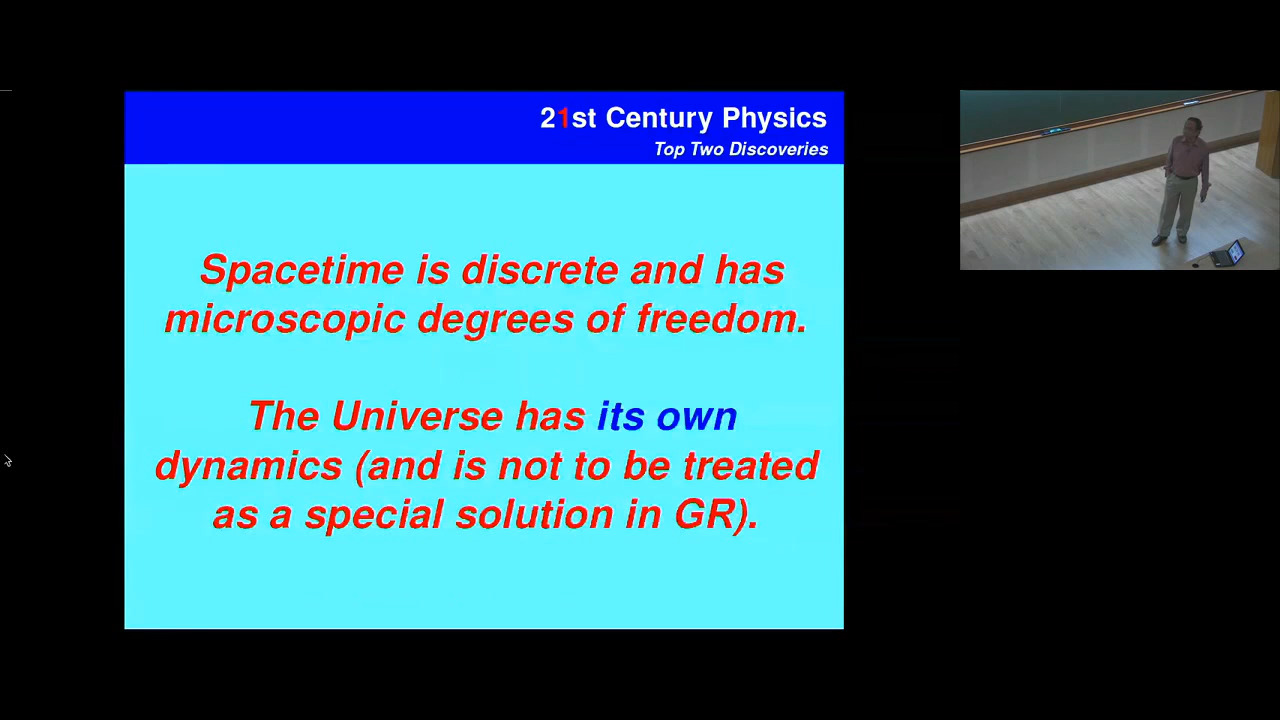 21st Century Physics
Top Two Discoveries
Spacetime is discrete and has
microscopic degrees of freedom.
The Universe has its own
dynamics (and is not to be treated
as a special solution in GR).